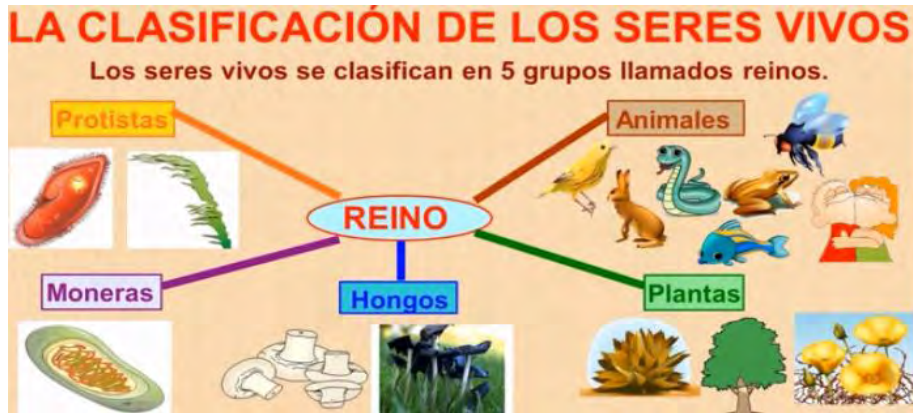 LA CLASIFICACIÓN DE LOS SERES VIVOS
Los seres vivos se clasifican en 5 grupos llamados reinos.
Protistas
Animales
REINO
Moneras
Hongos
Plantas